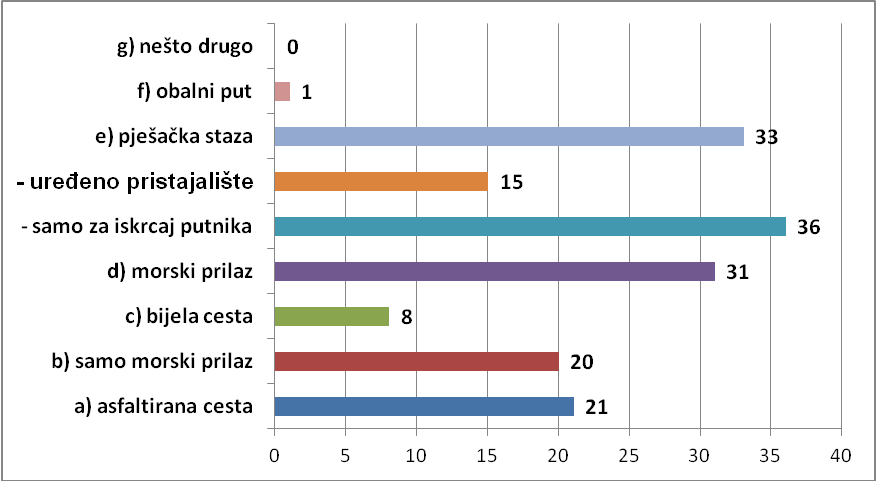 g) nešto drugo 0
f) obalni put 1
e) pješačka staza 33
- uređeno pristajalište 15
- samo za iskrcaj putnika 36
d) morski prilaz 31
c) bijela cesta 8
b) samo morski prilaz 20
a) asfaltirana cesta 21
0 5 10 15 20 25 30 35 40